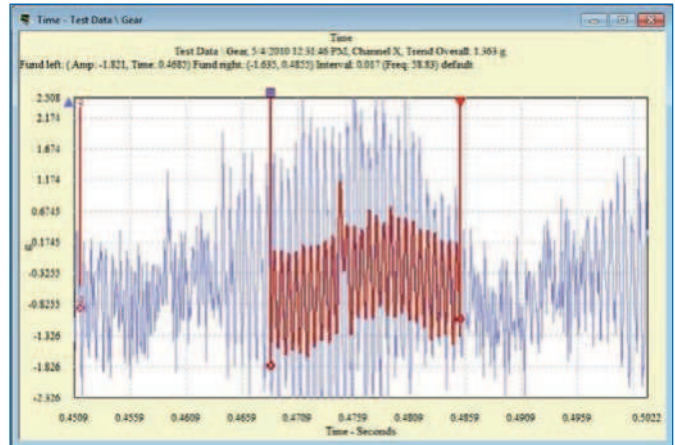 Time - Test Data \ Gear
Time
Test Data \ Gear, 5/4/2010 12:31:46 PM, Channel X, Trend Overall: 1.363 g
Fund left: ( Amp: -1.821, Time: 0.4685) Fund right: (-1.635, 0.4855) Interval: 0.017 (Freq: 58.83) default
2.508
2.174
1.674
1.174
0.6745
0.1745
-0.3255
-0.8255
-1.326
-1.826
-2.326
g
0.4509 0.4559 0.4609 0.4659 0.4709 0.4759 0.4809 0.4859 0.4909 0.4959 0.5022
Time - Seconds